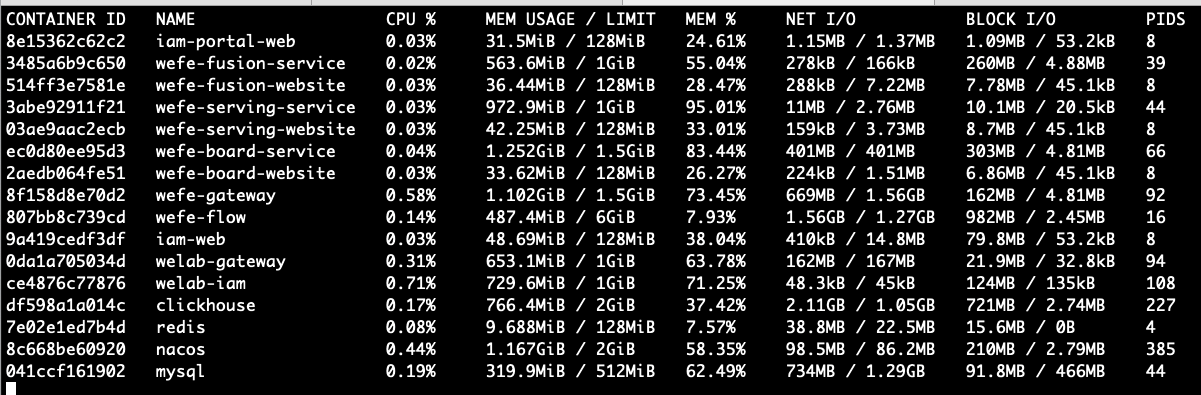 CONTAINER ID   NAME                   CPU %     MEM USAGE / LIMIT     MEM %     NET I/O           BLOCK I/O         PIDS
8e15362c62c2   iam-portal-web         0.03%     31.5MiB / 128MiB      24.61%    1.15MB / 1.37MB   1.09MB / 53.2kB   8
3485a6b9c650   wefe-fusion-service    0.02%     563.6MiB / 1GiB       55.04%    278kB / 166kB     260MB / 4.88MB    39
514ff3e7581e   wefe-fusion-website    0.03%     36.44MiB / 128MiB     28.47%    288kB / 7.22MB    7.78MB / 45.1kB   8
3abe92911f21   wefe-serving-service   0.03%     972.9MiB / 1GiB       95.01%    11MB / 2.76MB     10.1MB / 20.5kB   44
03ae9aac2ecb   wefe-serving-website   0.03%     42.25MiB / 128MiB     33.01%    159kB / 3.73MB    8.7MB / 45.1kB    8
ec0d80ee95d3   wefe-board-service     0.04%     1.252GiB / 1.5GiB     83.44%    401MB / 401MB     303MB / 4.81MB    66
2aedb064fe51   wefe-board-website     0.03%     33.62MiB / 128MiB     26.27%    224kB / 1.51MB    6.86MB / 45.1kB   8
8f158d8e70d2   wefe-gateway           0.58%     1.102GiB / 1.5GiB     73.45%    669MB / 1.56GB    162MB / 4.81MB    92
807bb8c739cd   wefe-flow              0.14%     487.4MiB / 6GiB       7.93%     1.56GB / 1.27GB   982MB / 2.45MB    16
9a419cedf3df   iam-web                0.03%     48.69MiB / 128MiB     38.04%    410kB / 14.8MB    79.8MB / 53.2kB   8
0da1a705034d   welab-gateway          0.31%     653.1MiB / 1GiB       63.78%    162MB / 167MB     21.9MB / 32.8kB   94
ce4876c77876   welab-iam              0.71%     729.6MiB / 1GiB       71.25%    48.3kB / 45kB     124MB / 135kB     108
df598a1a014c   clickhouse             0.17%     766.4MiB / 2GiB       37.42%    2.11GB / 1.05GB   721MB / 2.74MB    227
7e02e1ed7b4d   redis                  0.08%     9.688MiB / 128MiB     7.57%     38.8MB / 22.5MB   15.6MB / 0B       4
8c668be60920   nacos                  0.44%     1.167GiB / 2GiB       58.35%    98.5MB / 86.2MB   210MB / 2.79MB    385
041ccf161902   mysql                  0.19%     319.9MiB / 512MiB     62.49%    734MB / 1.29GB    91.8MB / 466MB    44